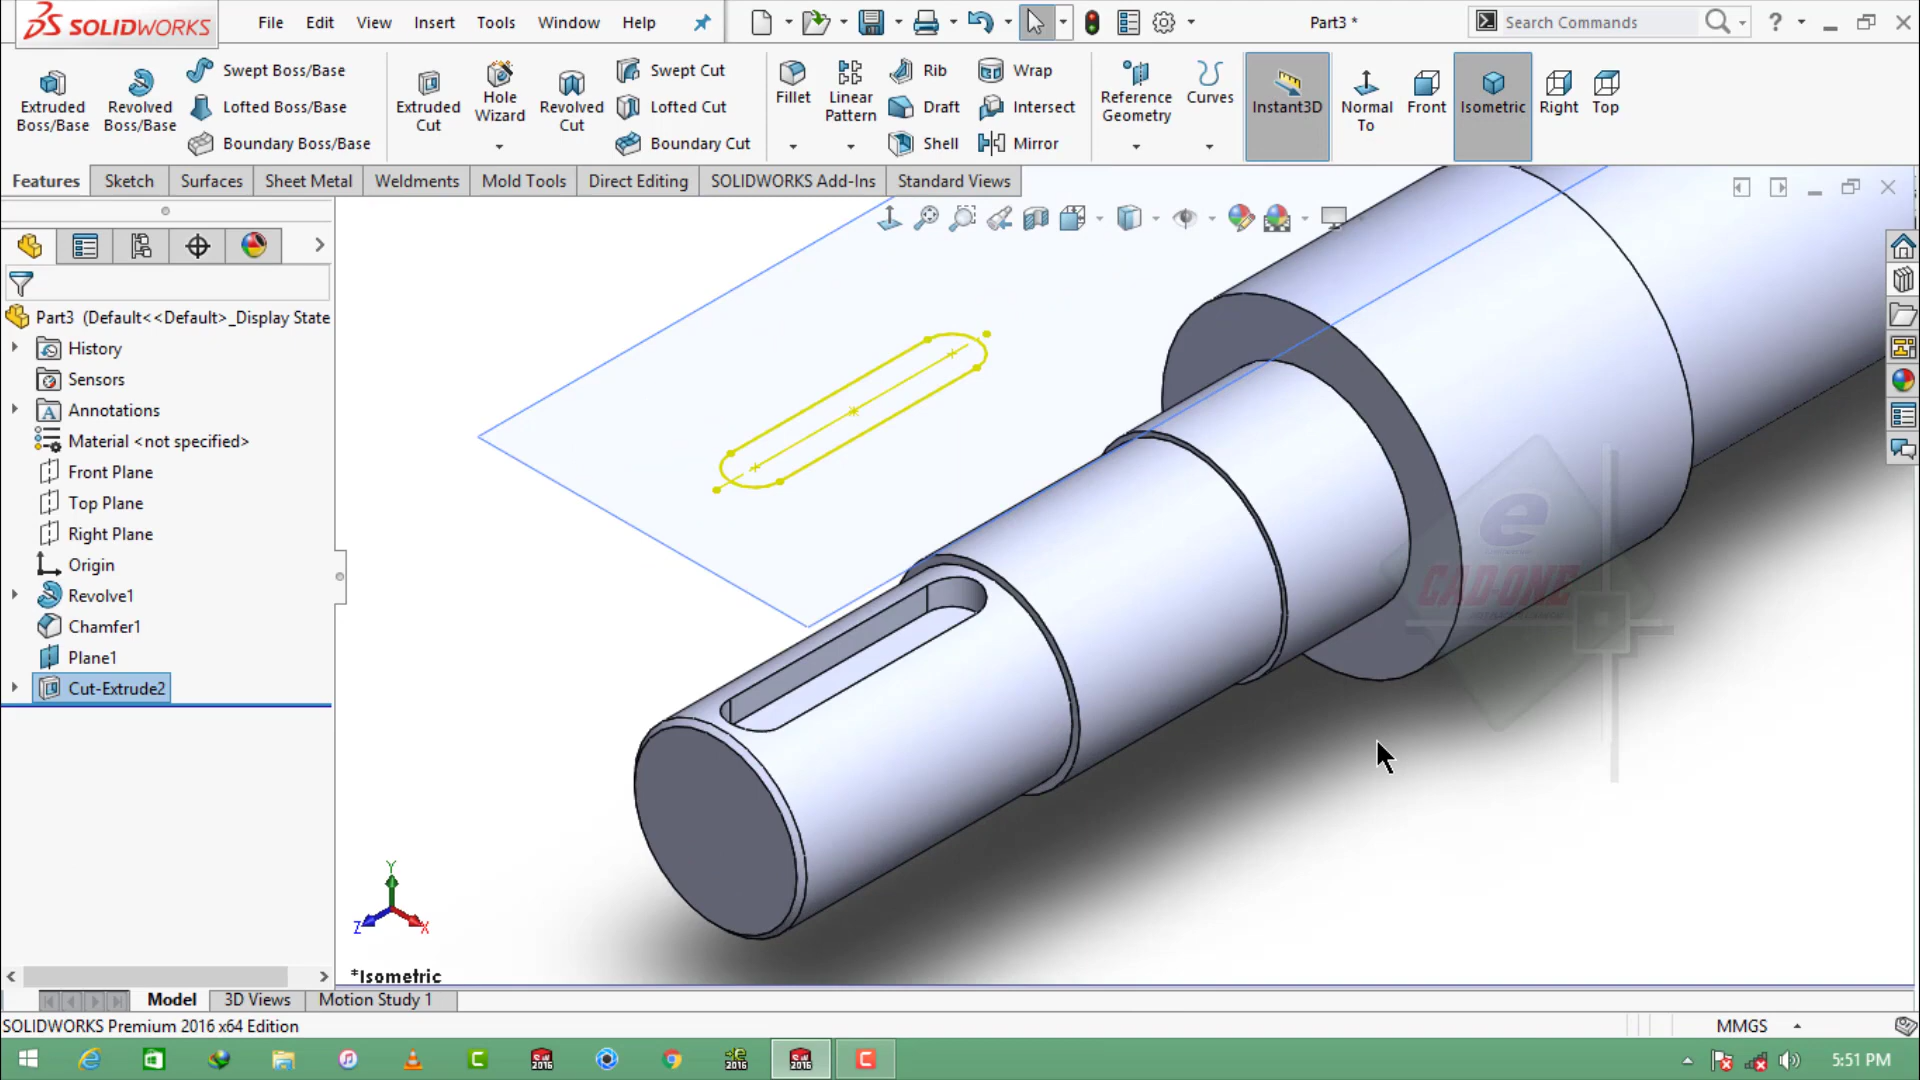 SOLIDWORKS File Edit View Insert Tools Window Help Part3 * Search Commands
Extruded Boss/Base
Revolved Boss/Base
Swept Boss/Base
Lofted Boss/Base
Boundary Boss/Base
Extruded Cut
Hole Wizard
Revolved Cut
Swept Cut
Lofted Cut
Boundary Cut
Fillet
Linear Pattern
Rib
Draft
Shell
Wrap
Intersect
Mirror
Reference Geometry
Curves
Instant3D
Normal To
Front
Isometric
Right
Top
Features Sketch Surfaces Sheet Metal Weldments Mold Tools Direct Editing SOLIDWORKS Add-Ins Standard Views
Part3 (Default<<Default>_Display State
History
Sensors
Annotations
Material <not specified>
Front Plane
Top Plane
Right Plane
Origin
Revolve1
Chamfer1
Plane1
Cut-Extrude2
CAD-ONE
Y
Z
X
*Isometric
Model 3D Views Motion Study 1
SOLIDWORKS Premium 2016 x64 Edition MMGS
5:51 PM